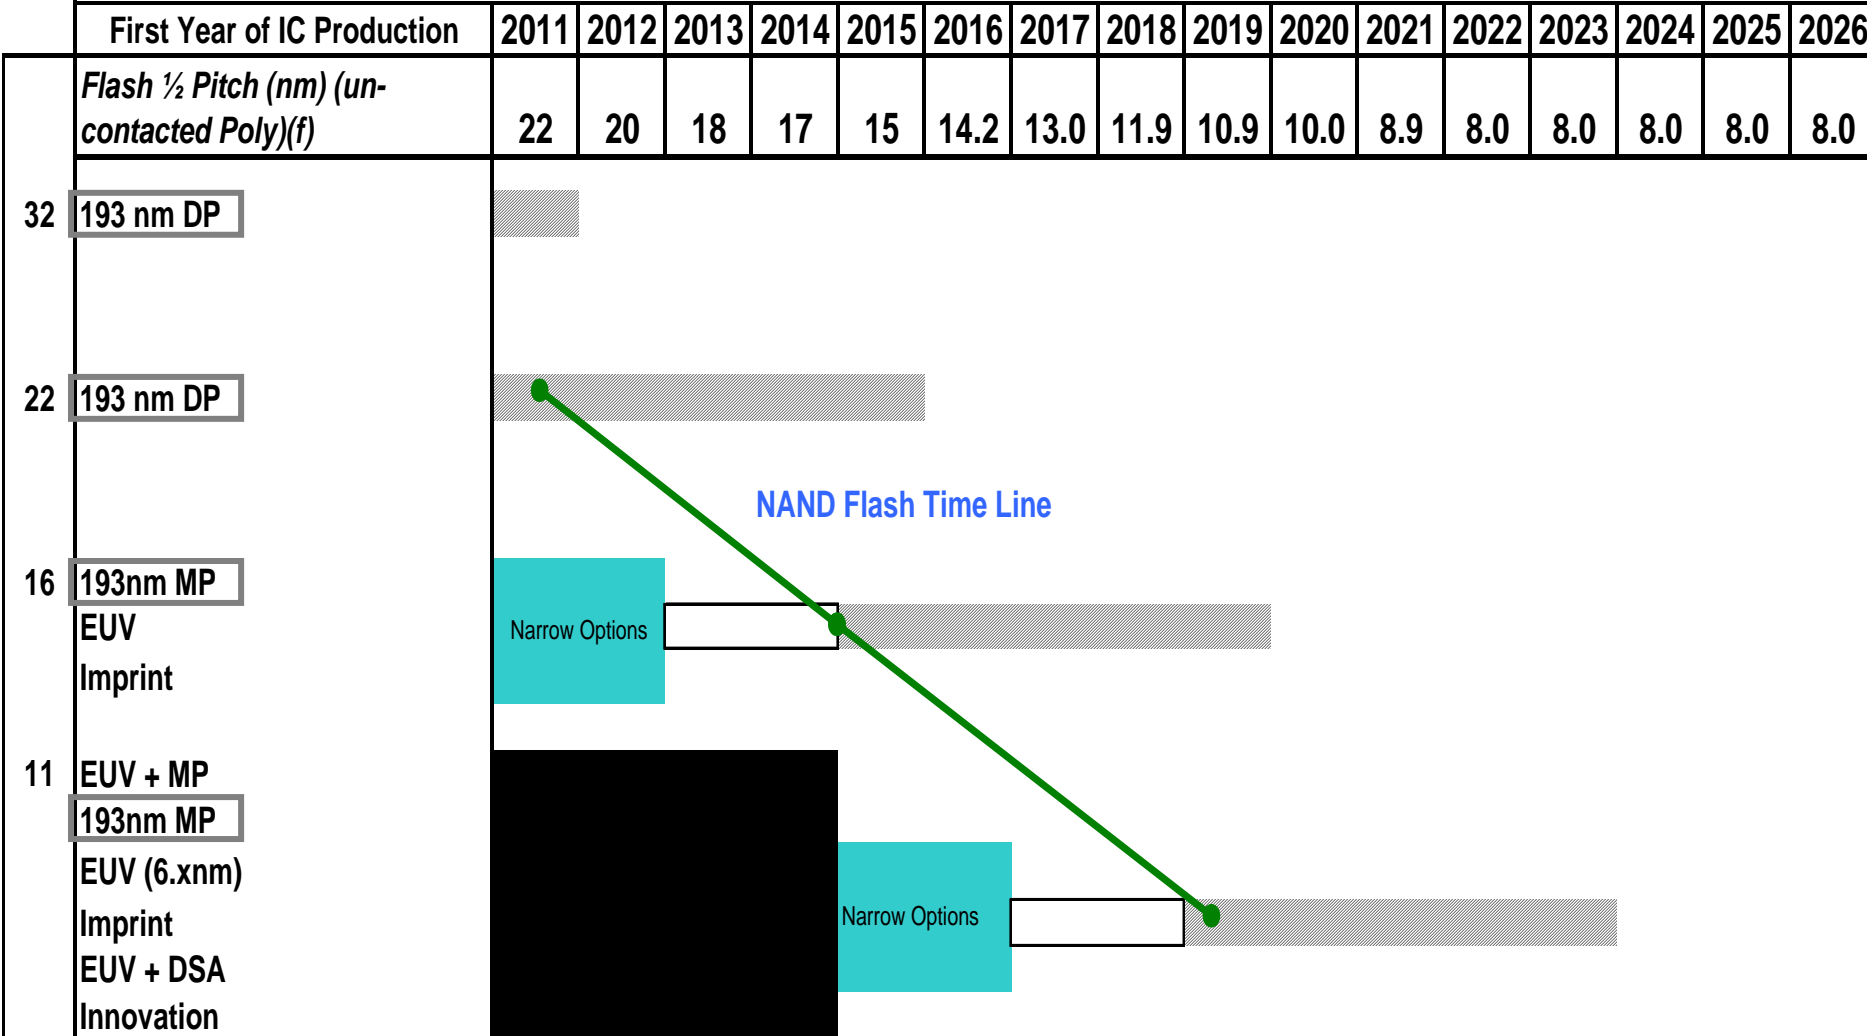 First Year of IC Production 2011 2012 2013 2014 2015 2016 2017 2018 2019 2020 2021 2022 2023 2024 2025 2026
Flash ½ Pitch (nm) (un-
contacted Poly)(f) 22 20 18 17 15 14.2 13.0 11.9 10.9 10.0 8.9 8.0 8.0 8.0 8.0 8.0
32 193 nm DP
22 193 nm DP
NAND Flash Time Line
16 193nm MP
EUV
Narrow Options
Imprint
11 EUV + MP
193nm MP
EUV (6.xnm)
Imprint
Narrow Options
EUV + DSA
Innovation